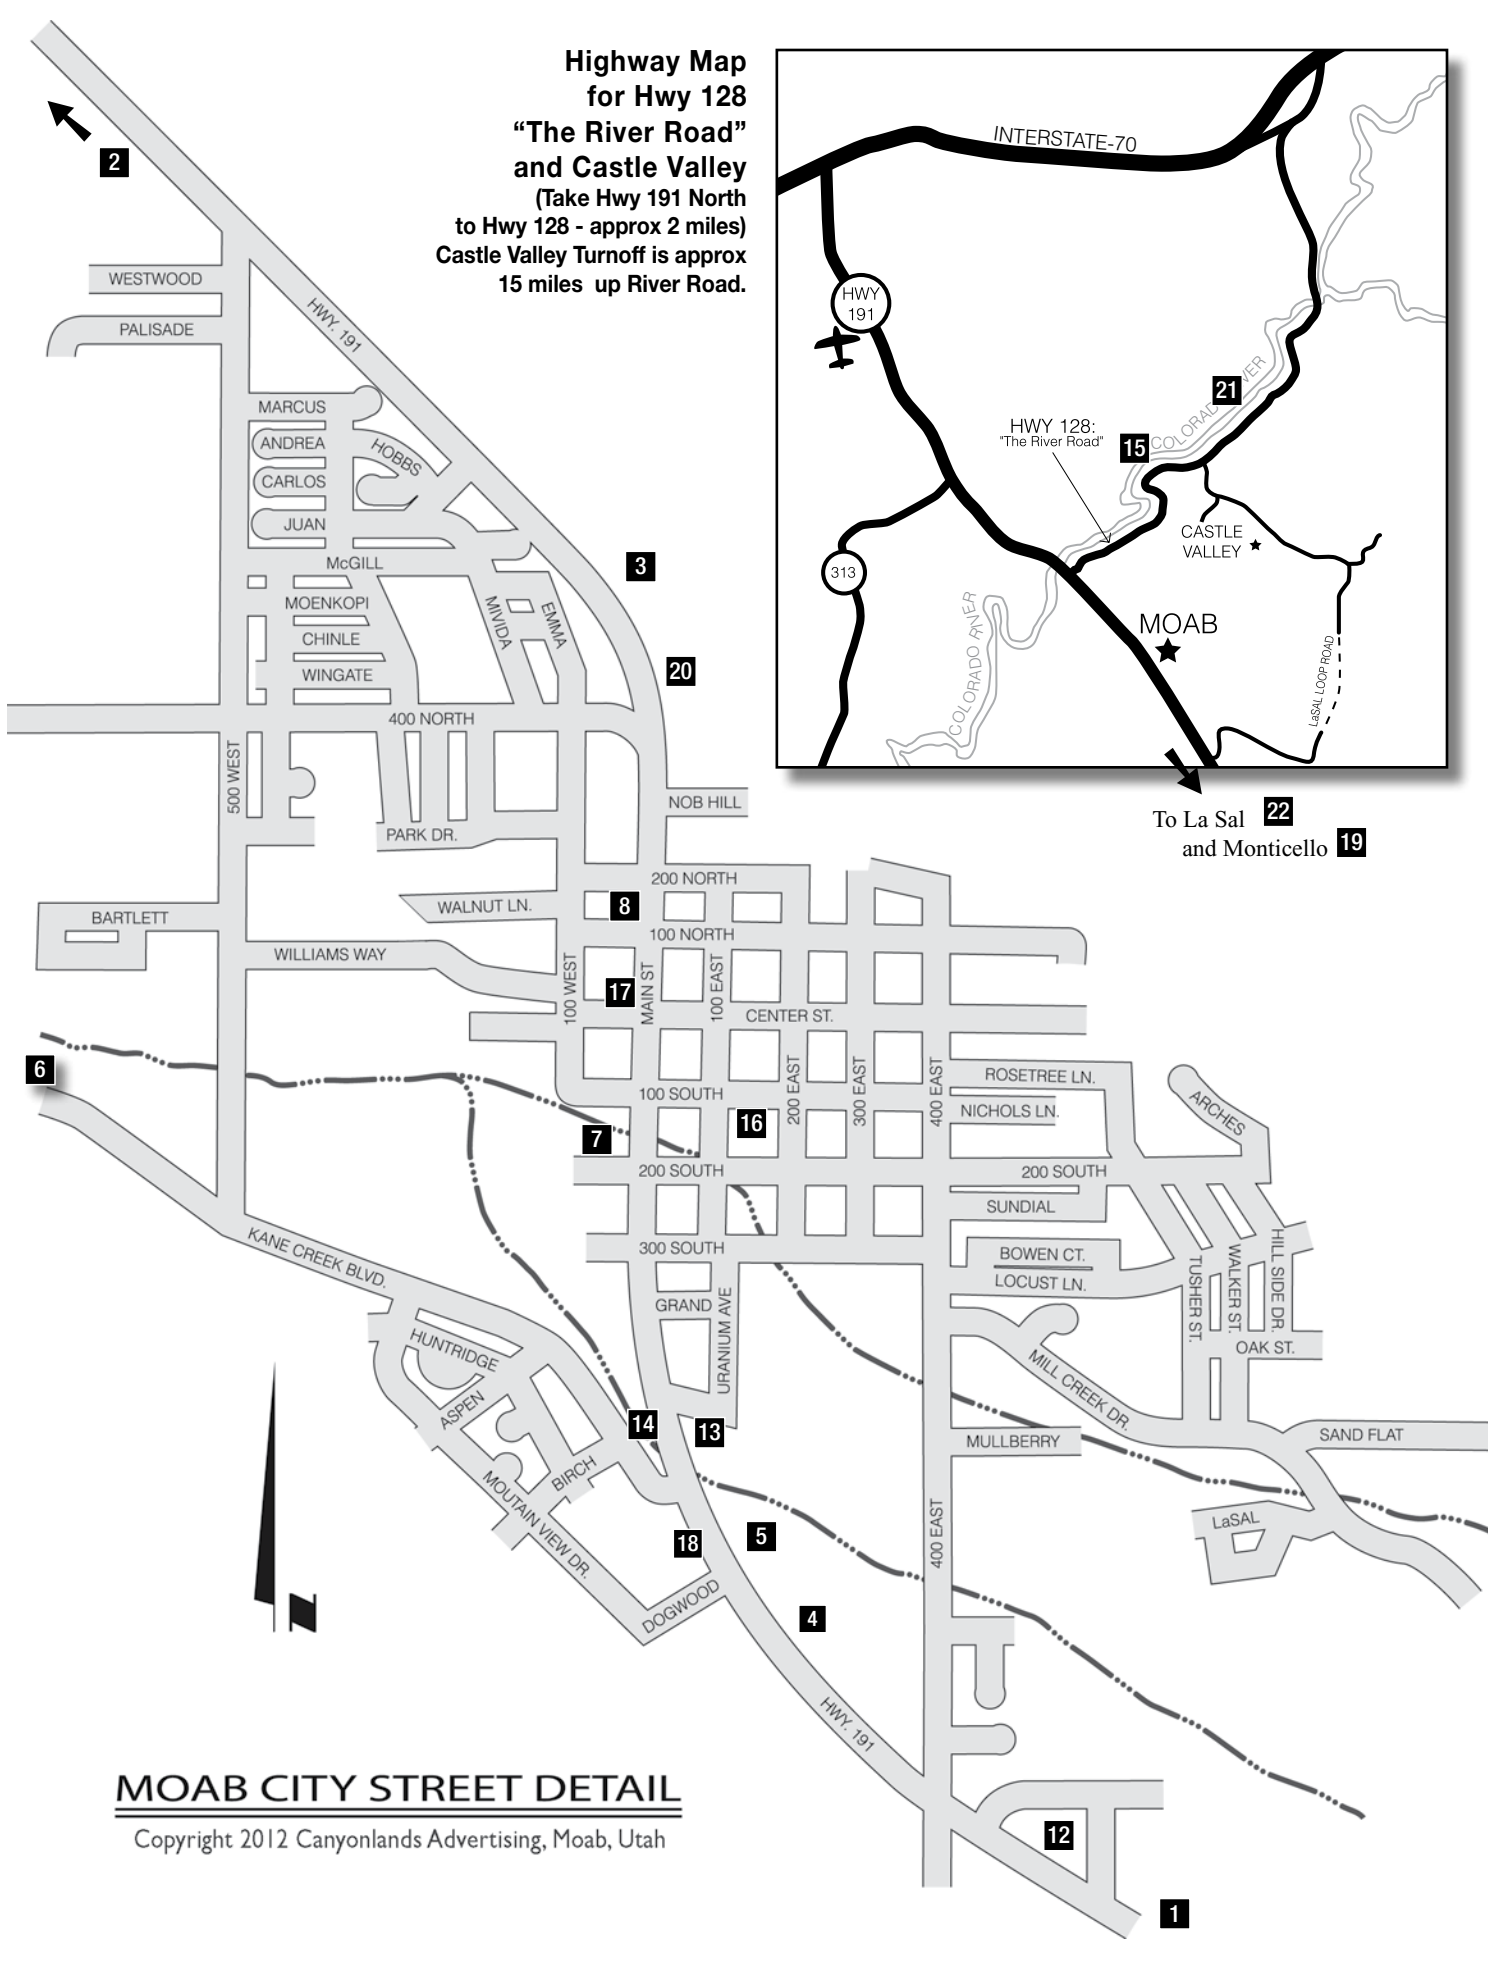 Highway Map
for Hwy 128
“The River Road”
and Castle Valley
(Take Hwy 191 North
to Hwy 128 - approx 2 miles)
Castle Valley Turnoff is approx
15 miles up River Road.
INTERSTATE-70
HWY
191
COLORADO RIVER
21
15
HWY 128:
"The River Road"
CASTLE
VALLEY
313
MOAB
COLORADO RIVER
LaSAL LOOP ROAD
To La Sal 22
and Monticello 19
2
WESTWOOD
PALISADE
HWY. 191
MARCUS
ANDREA
HOBBS
CARLOS
JUAN
McGILL
3
MOENKOPI
MIVIDA
EMMA
CHINLE
WINGATE
20
400 NORTH
500 WEST
NOB HILL
PARK DR.
200 NORTH
WALNUT LN.
8
BARTLETT
100 NORTH
WILLIAMS WAY
100 WEST
17
MAIN ST
100 EAST
CENTER ST.
6
200 EAST
300 EAST
400 EAST
ROSETREE LN.
100 SOUTH
NICHOLS LN.
ARCHES
7
16
200 SOUTH
200 SOUTH
SUNDIAL
KANE CREEK BLVD.
300 SOUTH
BOWEN CT.
LOCUST LN.
TUSHER ST.
WALKER ST.
HILL SIDE DR.
GRAND
URANIUM AVE
HUNTRIDGE
OAK ST.
MILL CREEK DR.
ASPEN
14
13
MULLBERRY
SAND FLAT
BIRCH
MOUTAIN VIEW DR.
LaSAL
18
5
400 EAST
DOGWOOD
4
N
HWY. 191
MOAB CITY STREET DETAIL
Copyright 2012 Canyonlands Advertising, Moab, Utah
12
1